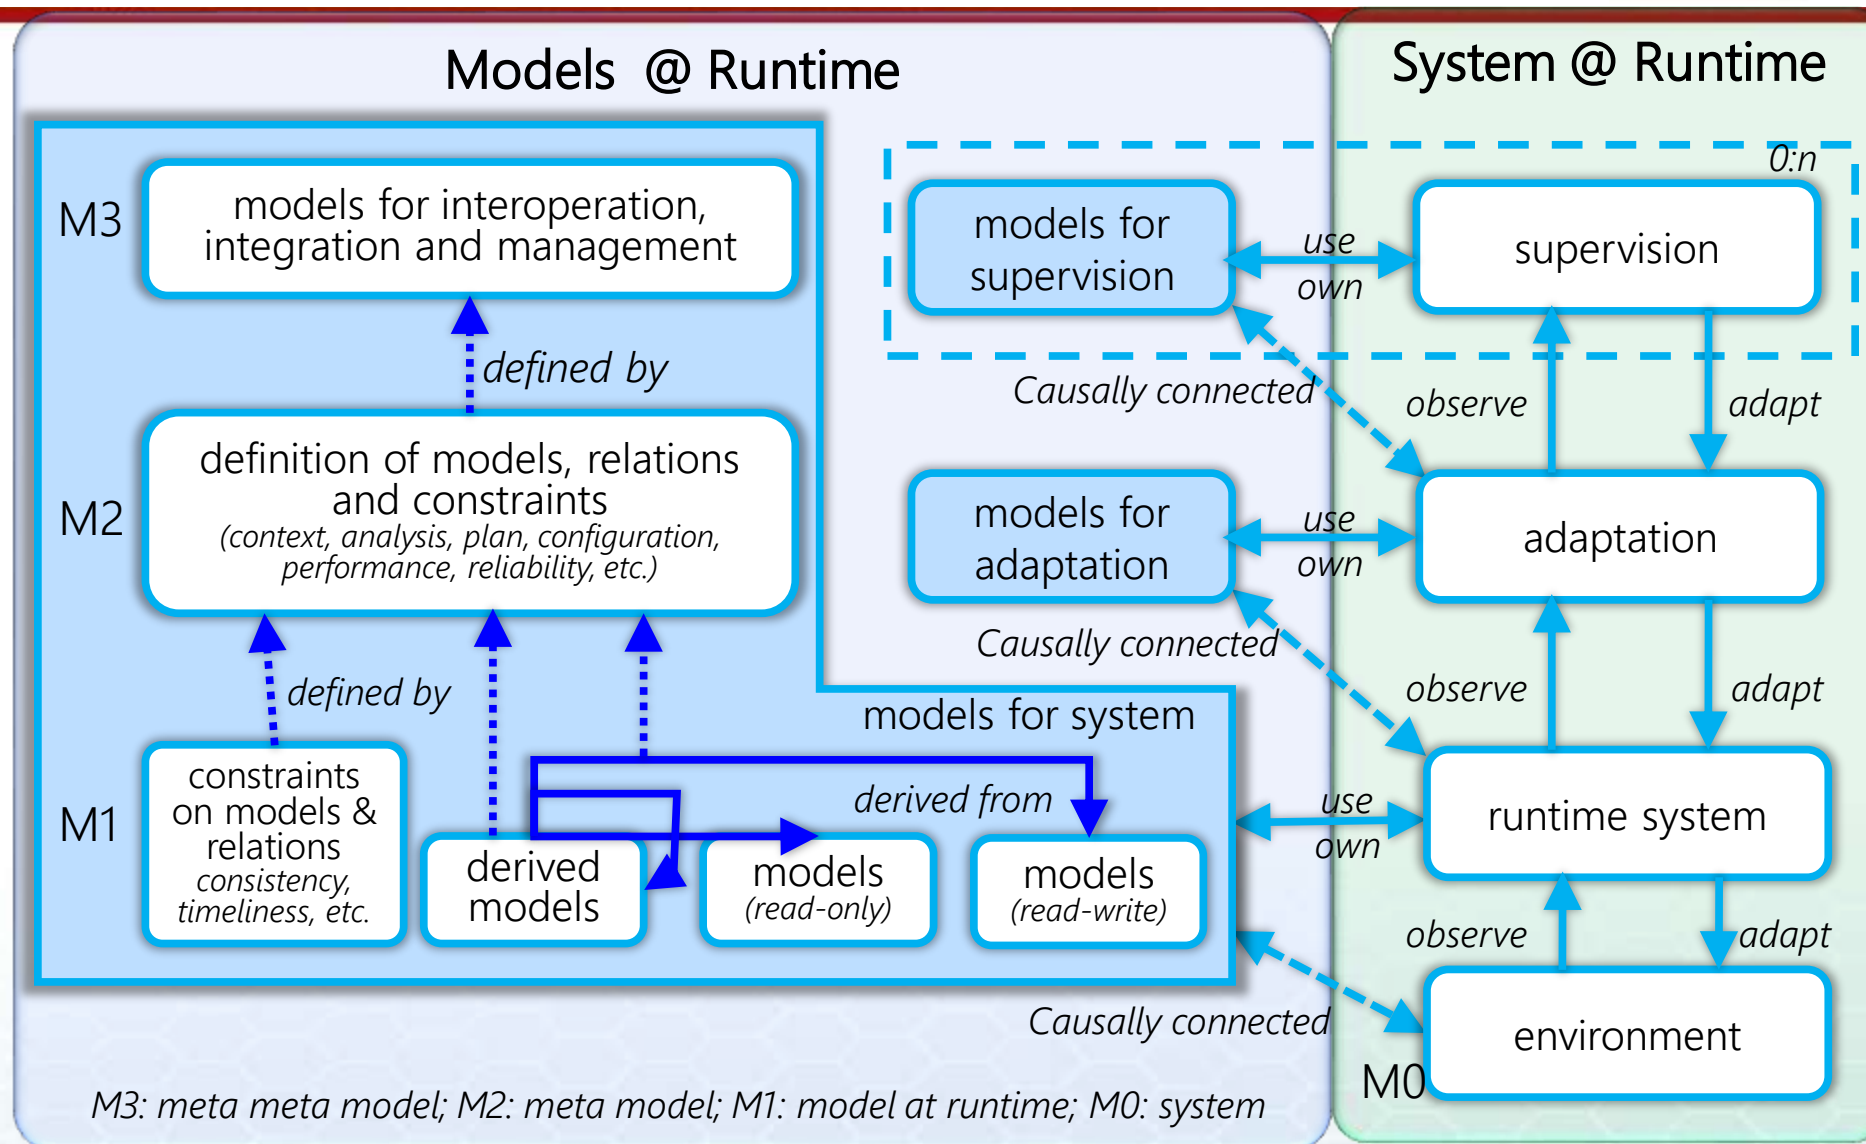 Models @ Runtime
System @ Runtime
M3
models for interoperation,
integration and management
defined by
M2
definition of models, relations
and constraints
(context, analysis, plan, configuration,
performance, reliability, etc.)
defined by
models for system
M1
constraints
on models &
relations
consistency,
timeliness, etc.
derived
models
derived from
models
(read-only)
models
(read-write)
models for
supervision
use
own
0:n
supervision
Causally connected
observe
adapt
models for
adaptation
use
own
adaptation
Causally connected
observe
adapt
use
own
runtime system
observe
adapt
Causally connected
environment
M0
M3: meta meta model; M2: meta model; M1: model at runtime; M0: system